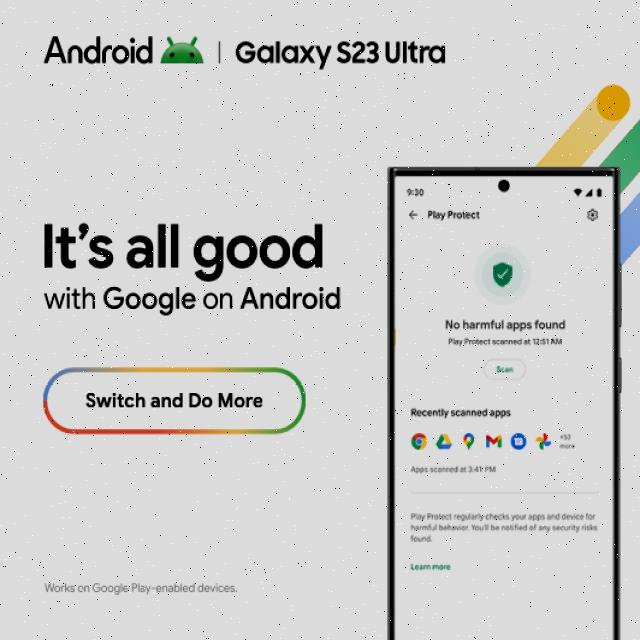 Android | Galaxy S23 Ultra
It's all good
with Google on Android
Switch and Do More
Works on Google Play-enabled devices.
9:30
Play Protect
No harmful apps found
Play Protect scanned at 12:51 AM
Scan
Recently scanned apps
+53
more
Apps scanned at 3:41 PM
Play Protect regularly checks your apps and device for
harmful behavior. You'll be notified of any security risks
found.
Learn more